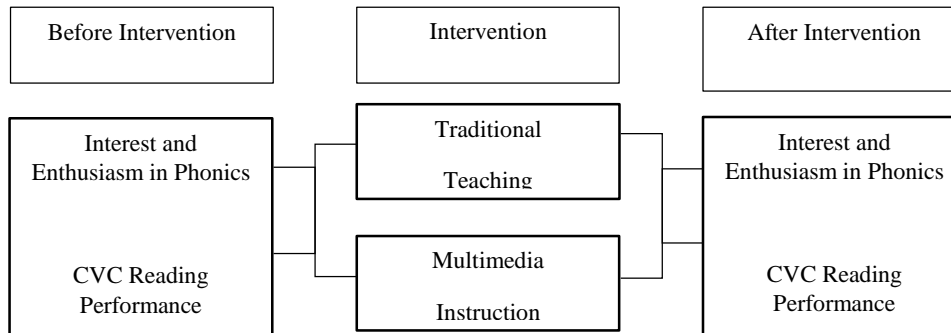 Before Intervention
Intervention
After Intervention
Interest and
Enthusiasm in Phonics
CVC Reading
Performance
Traditional
Teaching
Multimedia
Instruction
Interest and
Enthusiasm in Phonics
CVC Reading
Performance